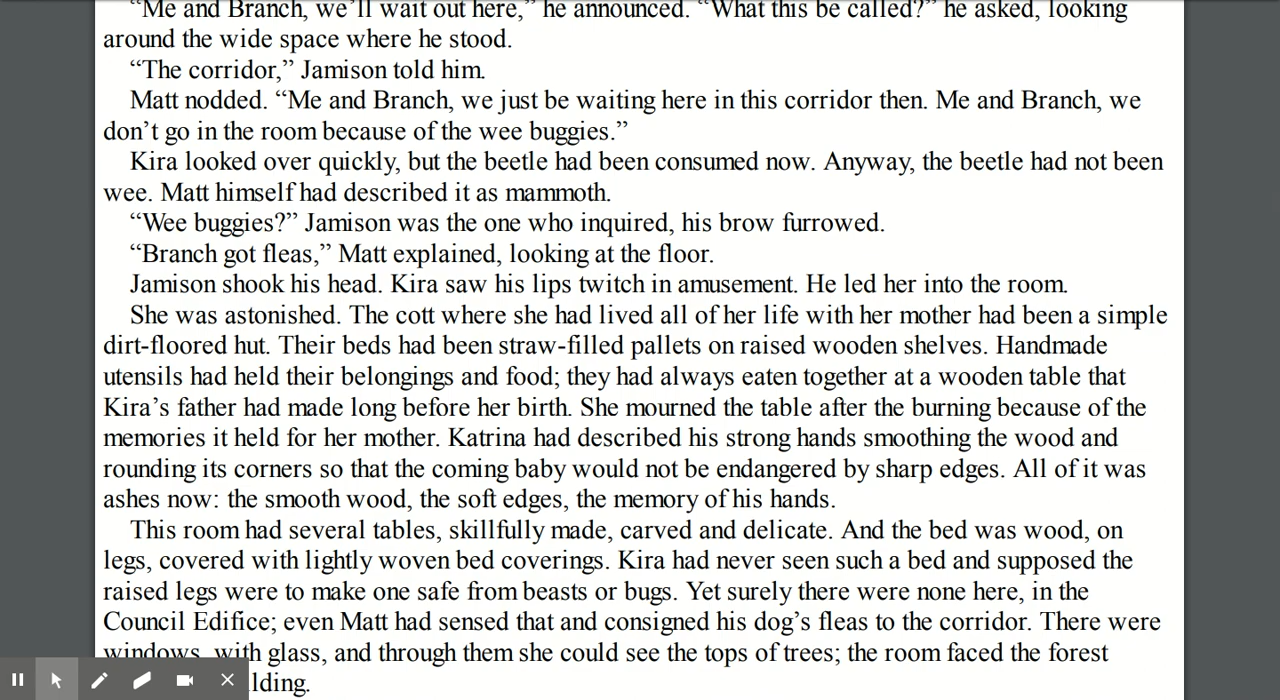 “Me and Branch, we’ll wait out here,” he announced. “What this be called?” he asked, looking
around the wide space where he stood.
“The corridor,” Jamison told him.
Matt nodded. “Me and Branch, we just be waiting here in this corridor then. Me and Branch, we
don’t go in the room because of the wee buggies.”
Kira looked over quickly, but the beetle had been consumed now. Anyway, the beetle had not been
wee. Matt himself had described it as mammoth.
“Wee buggies?” Jamison was the one who inquired, his brow furrowed.
“Branch got fleas,” Matt explained, looking at the floor.
Jamison shook his head. Kira saw his lips twitch in amusement. He led her into the room.
She was astonished. The cott where she had lived all of her life with her mother had been a simple
dirt-floored hut. Their beds had been straw-filled pallets on raised wooden shelves. Handmade
utensils had held their belongings and food; they had always eaten together at a wooden table that
Kira’s father had made long before her birth. She mourned the table after the burning because of the
memories it held for her mother. Katrina had described his strong hands smoothing the wood and
rounding its corners so that the coming baby would not be endangered by sharp edges. All of it was
ashes now: the smooth wood, the soft edges, the memory of his hands.
This room had several tables, skillfully made, carved and delicate. And the bed was wood, on
legs, covered with lightly woven bed coverings. Kira had never seen such a bed and supposed the
raised legs were to make one safe from beasts or bugs. Yet surely there were none here, in the
Council Edifice; even Matt had sensed that and consigned his dog’s fleas to the corridor. There were
windows, with glass, and through them she could see the tops of trees; the room faced the forest
lding.